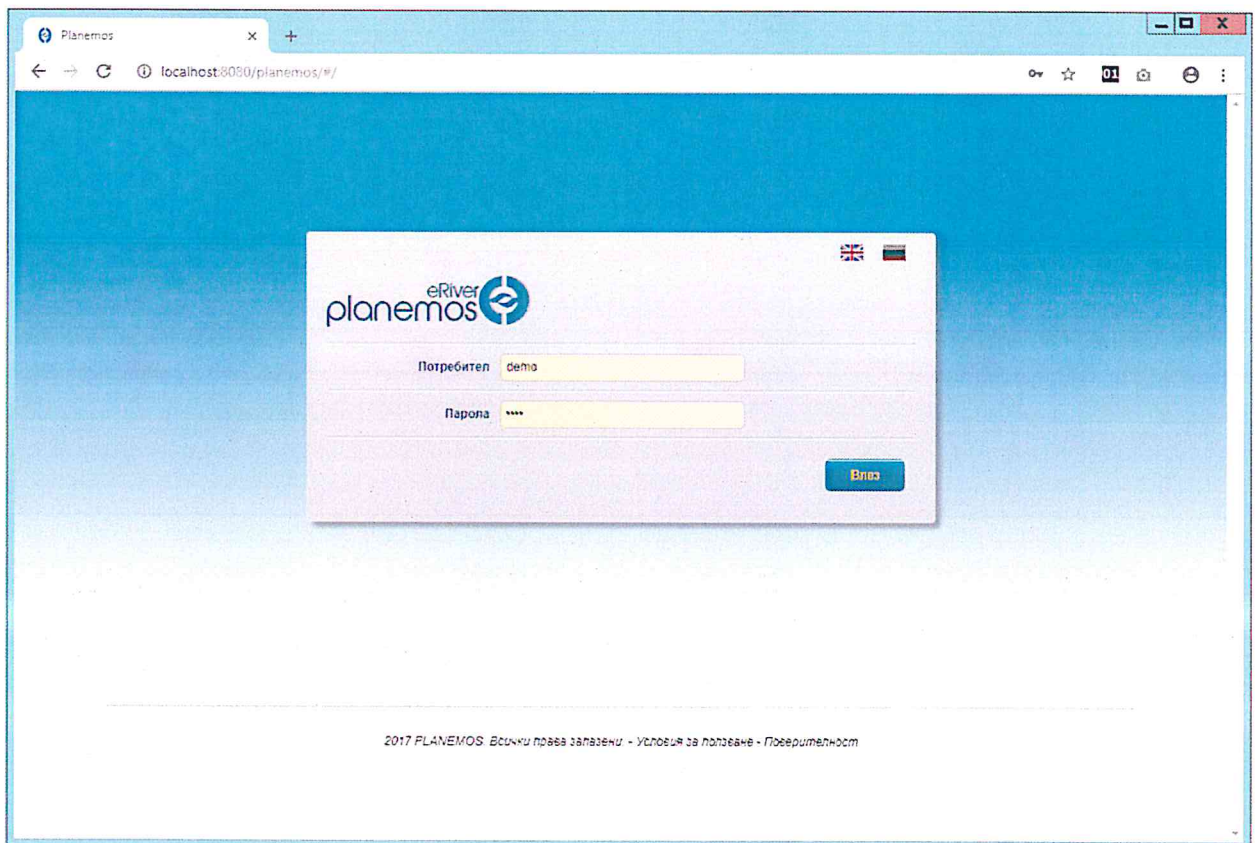 Planemos
localhost:8080/planemos/#/
01
eRiver
planemos
Потребител demo
Парола ••••
Влез
2017 PLANEMOS. Всички права запазени. - Условия за ползване - Поверителност